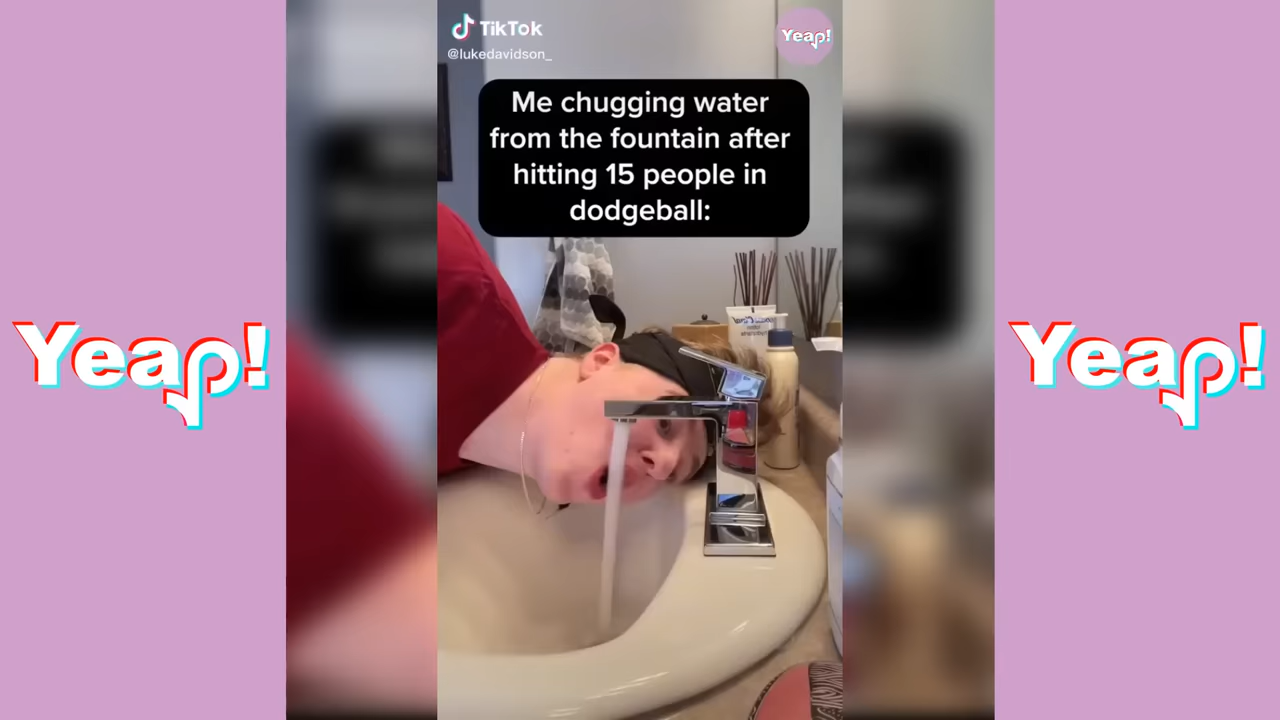 TikTok
@lukedavidson_
Yeap!
Me chugging water
from the fountain after
hitting 15 people in
dodgeball:
Yeap!
Yeap!